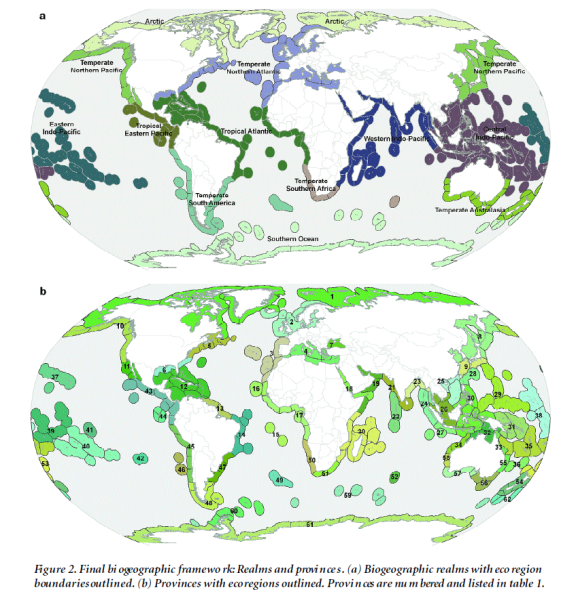 a
Arctic
Arctic
Temperate
Northern Pacific
Temperate
Northern Atlantic
Temperate
Northern Pacific
Eastern
Indo-Pacific
Tropical
Eastern Pacific
Tropical Atlantic
Western Indo-Pacific
Central
Indo-Pacific
Temperate
South America
Temperate
Southern Africa
Temperate Australasia
Southern Ocean
b
1
10
2
5
8
3
4
7
9
11
6
12
43
37
16
18
19
21
23
25
28
24
29
38
44
13
17
30
22
26
27
31
39
41
40
42
14
15
20
32
33
35
34
45
53
46
47
50
51
55
36
57
56
54
48
49
52
59
60
62
61
Figure 2. Final biogeographic framework: Realms and provinces. (a) Biogeographic realms with ecoregion
boundaries outlined. (b) Provinces with ecoregions outlined. Provinces are numbered and listed in table 1.